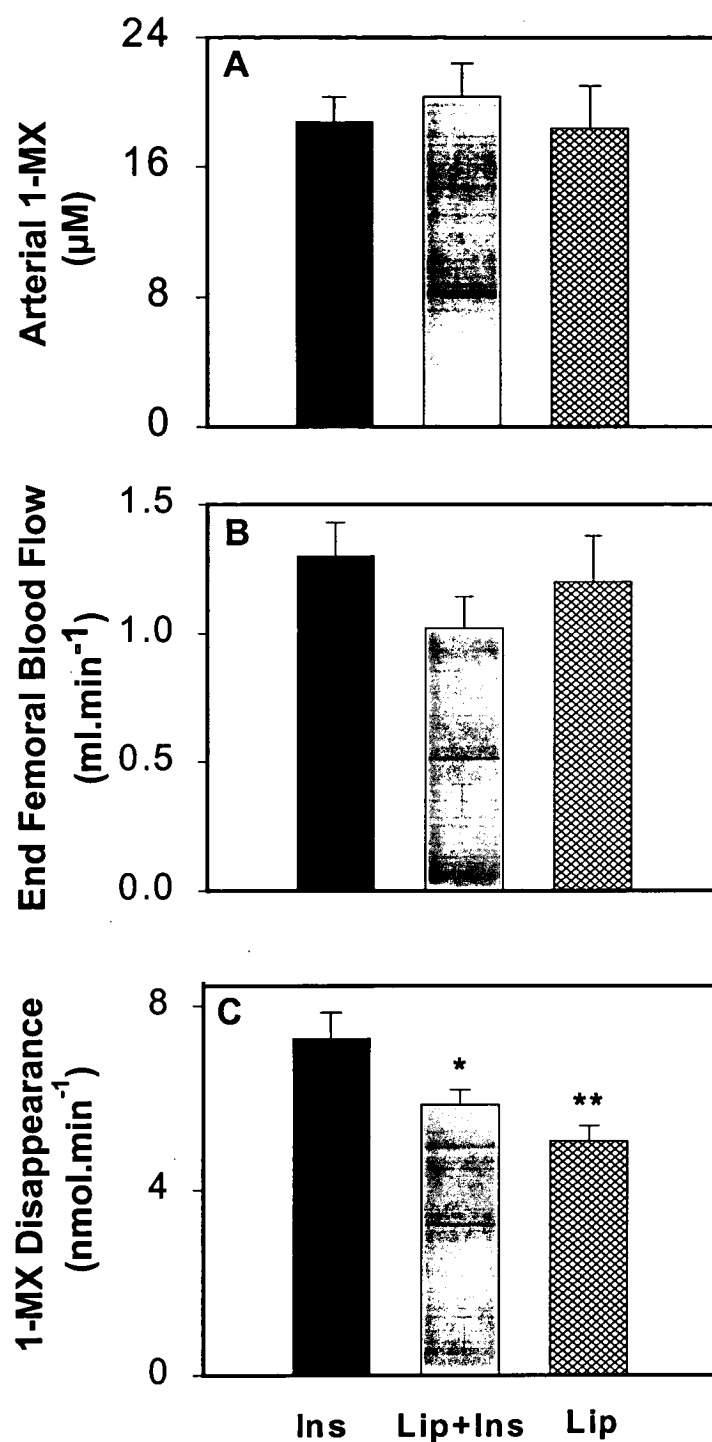 24
A
16
8
0
Arterial 1-MX
(µM)
1.5
B
1.0
0.5
0.0
End Femoral Blood Flow
(ml.min⁻¹)
8
C
*
**
4
0
1-MX Disappearance
(nmol.min⁻¹)
Ins Lip+Ins Lip